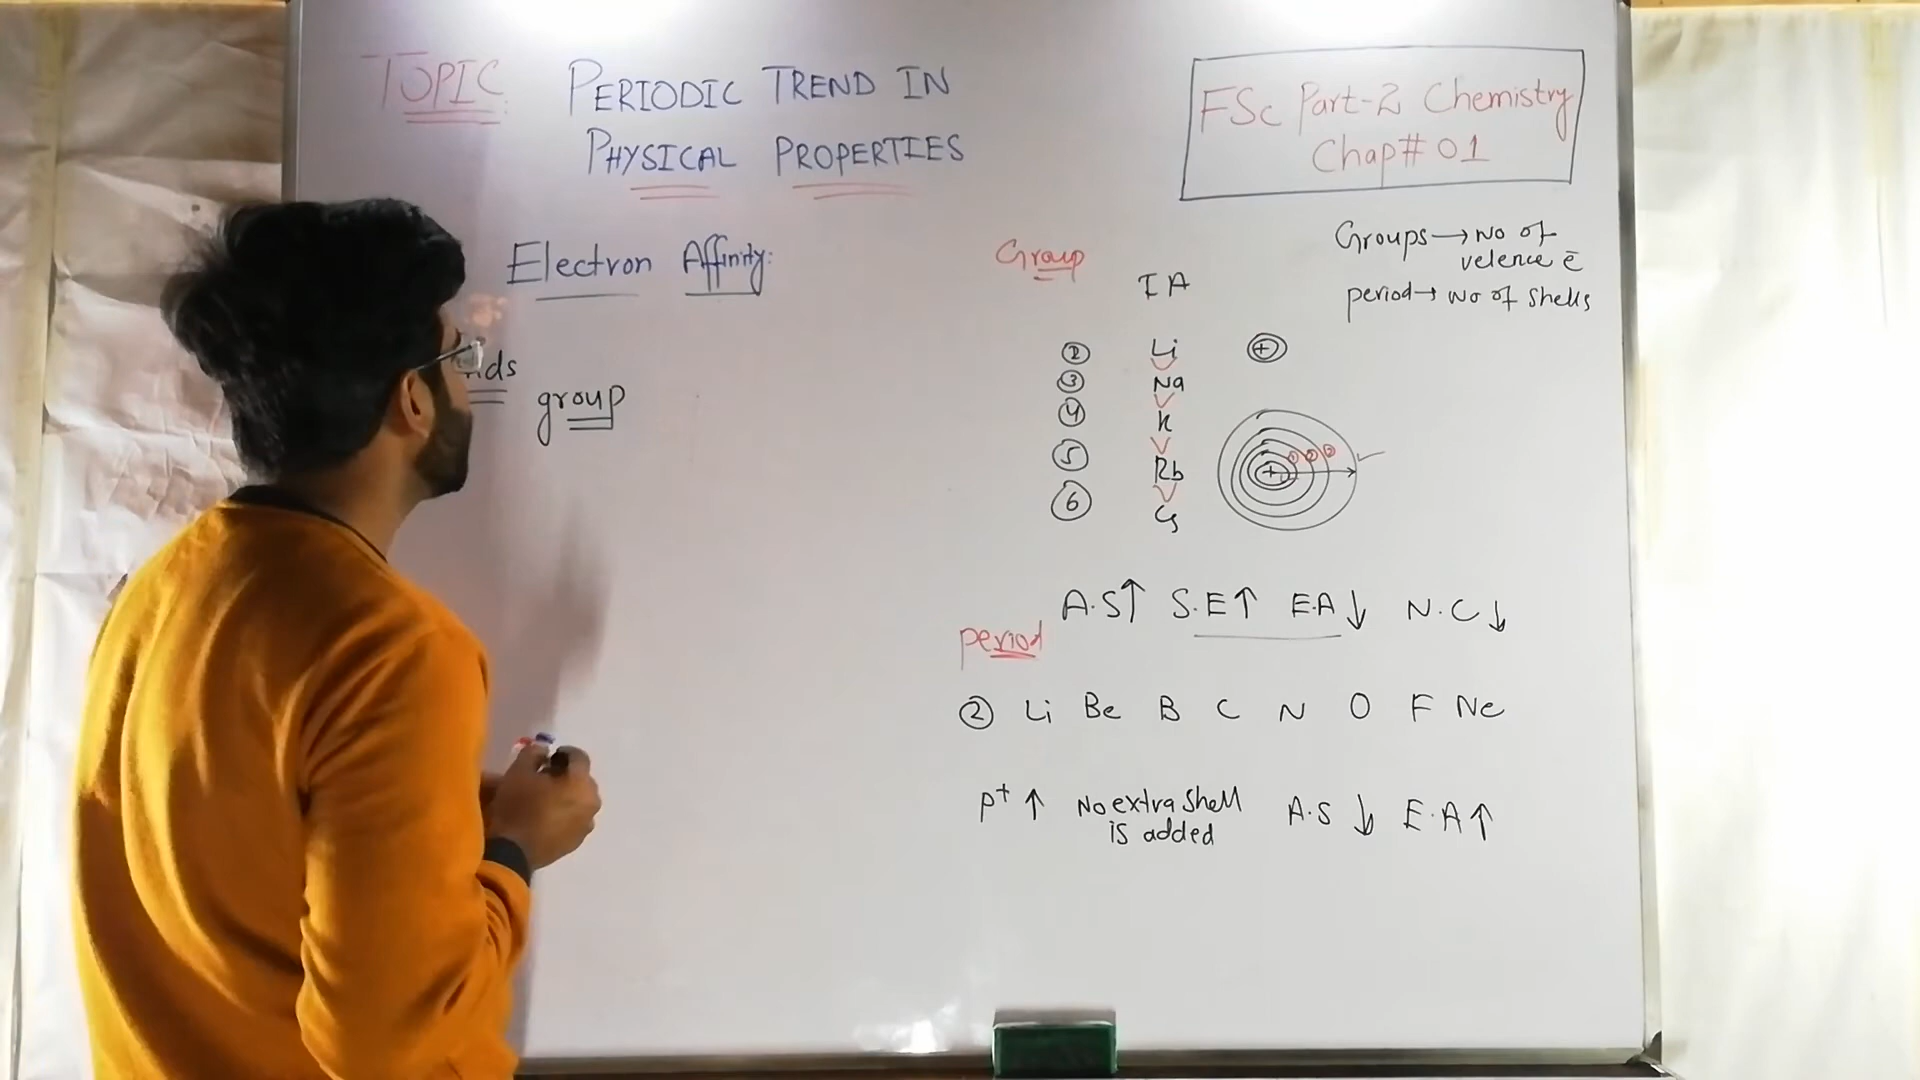 TOPIC: PERIODIC TREND IN
PHYSICAL PROPERTIES
FSc Part-2 Chemistry
Chap# 01
Electron Affinity:
group
Groups → No of
velence ē
period → No of shells
Group
I A
② Li +
③ Na
④ K
⑤ Rb +
⑥ Cs
A.S↑ S.E↑ E.A↓ N.C↓
period
② Li Be B C N O F Ne
P+ ↑ No extra shell
is added
A.S ↓ E.A↑